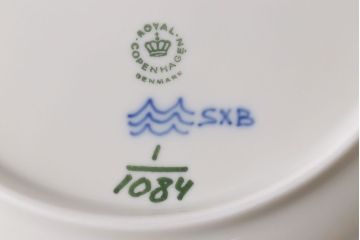 ROYAL
COPENHAGEN
DENMARK
SXB
1
1084